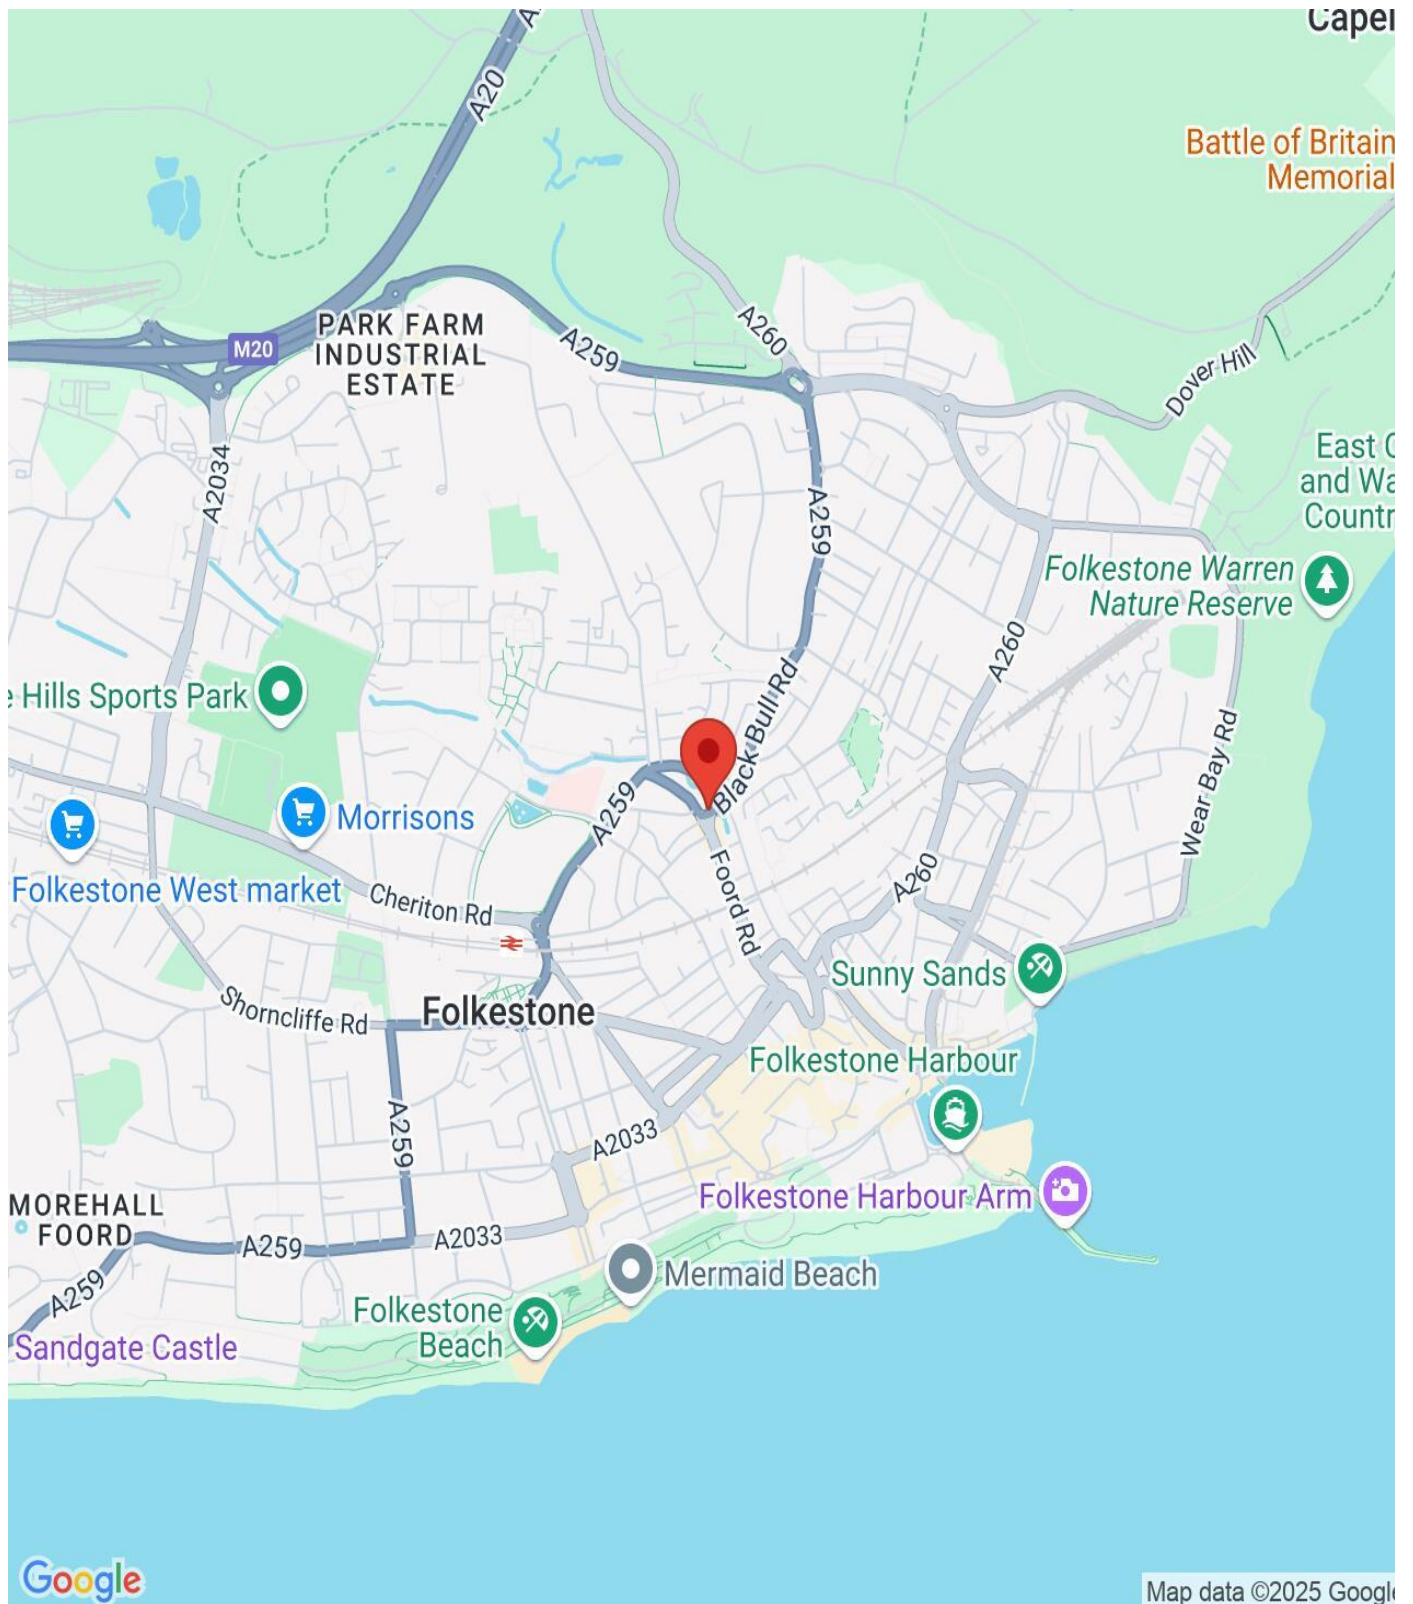 Capel
A
A20
Battle of Britain
Memorial
PARK FARM
INDUSTRIAL
ESTATE
M20
A259
A260
Dover Hill
A2034
A259
East C
and Wa
Countr
Folkestone Warren
Nature Reserve
A260
e Hills Sports Park
Black Bull Rd
Wear Bay Rd
Morrisons
A259
Folkestone West market
Cheriton Rd
Foord Rd
A260
Sunny Sands
Shorncliffe Rd
Folkestone
Folkestone Harbour
A259
A2033
MOREHALL
FOORD
Folkestone Harbour Arm
A259
A2033
Mermaid Beach
A259
Folkestone
Beach
Sandgate Castle
Google
Map data ©2025 Google